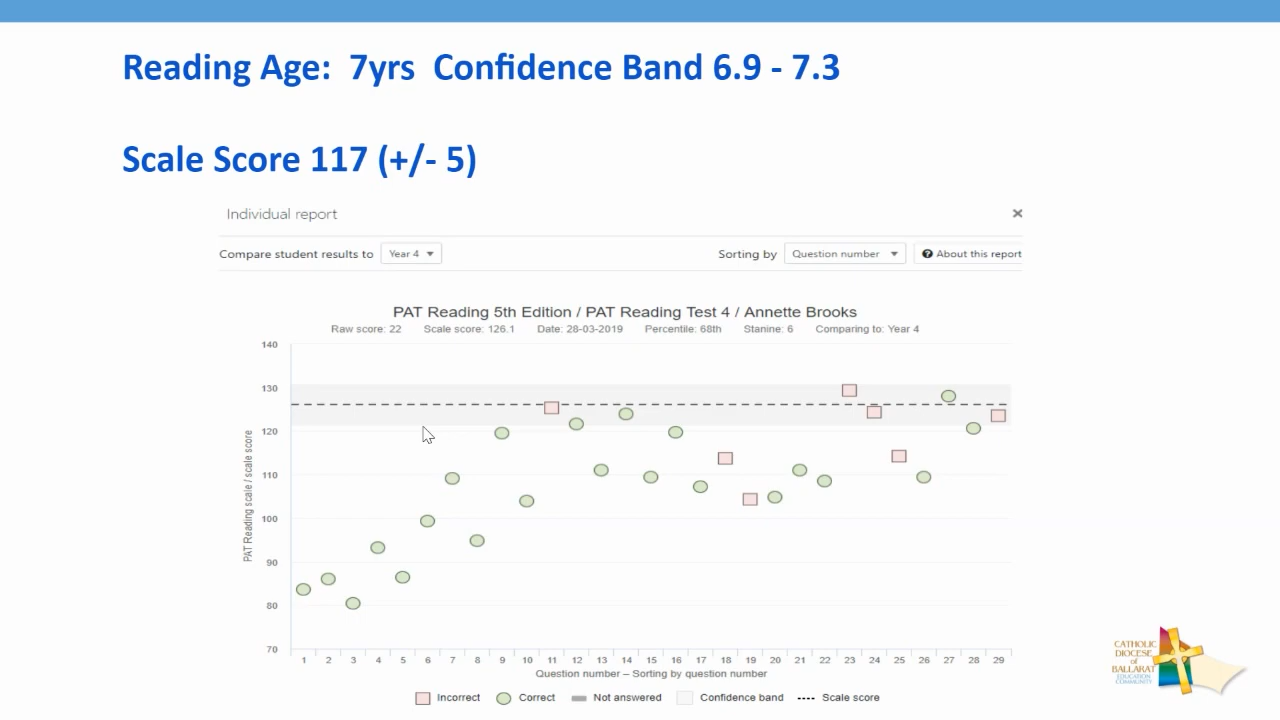 Reading Age: 7yrs Confidence Band 6.9 - 7.3
Scale Score 117 (+/- 5)
Individual report ×
Compare student results to Year 4 Sorting by Question number About this report
PAT Reading 5th Edition / PAT Reading Test 4 / Annette Brooks
Raw score: 22 Scale score: 126.1 Date: 28-03-2019 Percentile: 68th Stanine: 6 Comparing to: Year 4
140
130
120
110
100
90
80
70
PAT Reading scale / scale score
1 2 3 4 5 6 7 8 9 10 11 12 13 14 15 16 17 18 19 20 21 22 23 24 25 26 27 28 29
Question number – Sorting by question number
Incorrect Correct Not answered Confidence band Scale score
CATHOLIC
DIOCESE
of
BALLARAT
EDUCATION
COMMUNITY